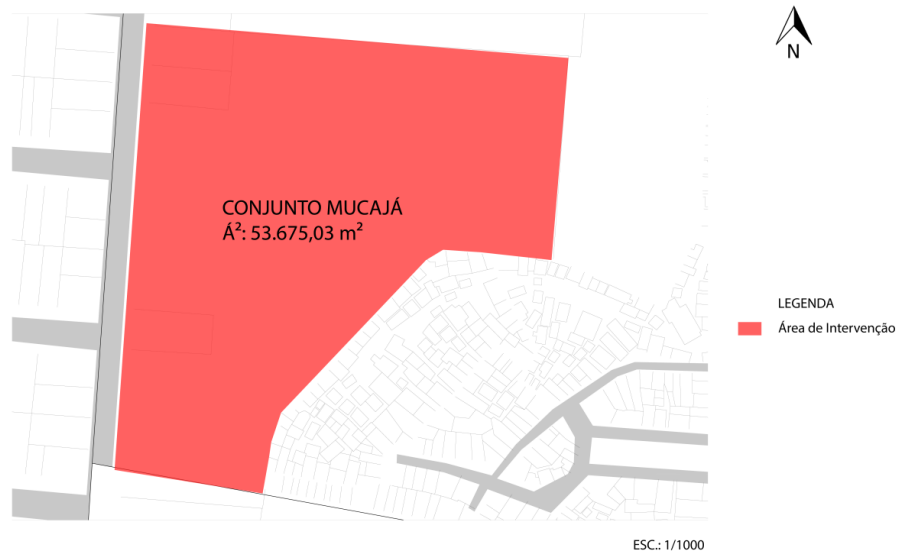 N
CONJUNTO MUCAJÁ
Á²: 53.675,03 m²
LEGENDA
Área de Intervenção
ESC.: 1/1000